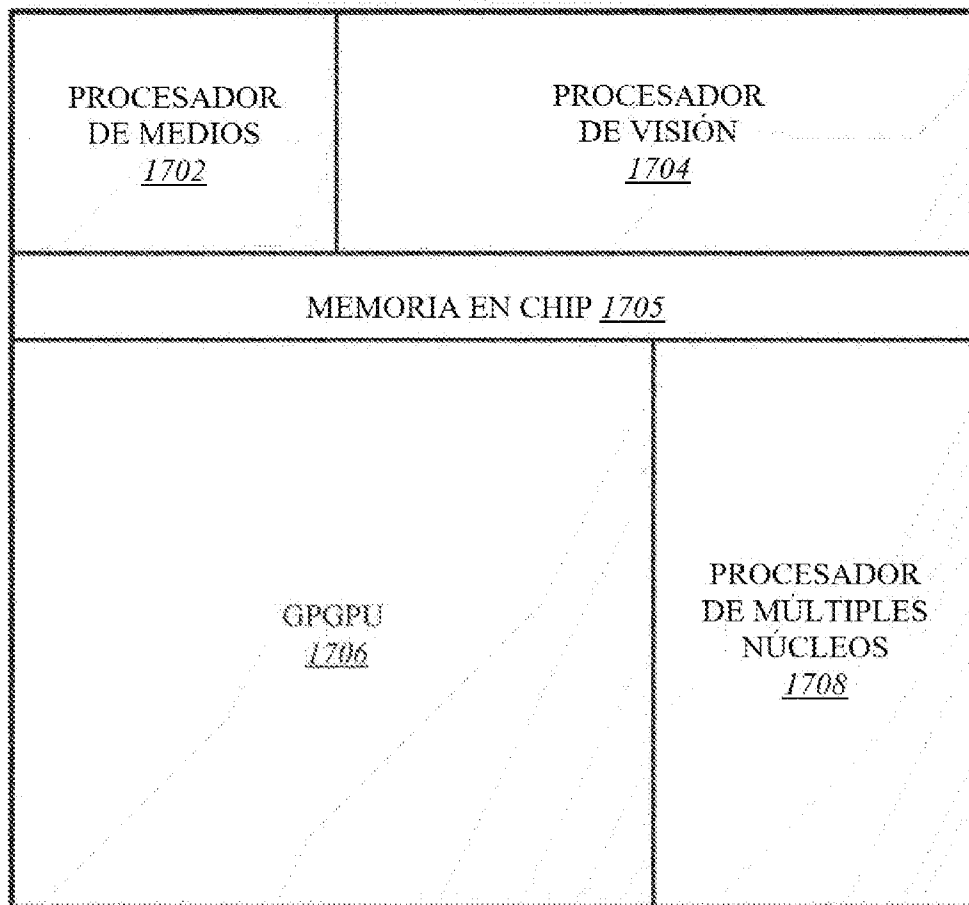 PROCESADOR
DE MEDIOS
1702
PROCESADOR
DE VISIÓN
1704
MEMORIA EN CHIP 1705
GPGPU
1706
PROCESADOR
DE MÚLTIPLES
NÚCLEOS
1708